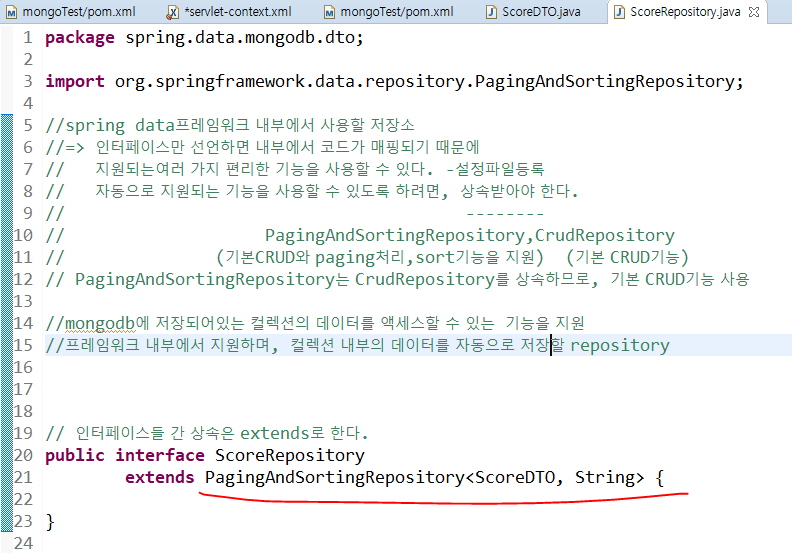 mongoTest/pom.xml *servlet-context.xml mongoTest/pom.xml ScoreDTO.java ScoreRepository.java
1 package spring.data.mongodb.dto;
2
3 import org.springframework.data.repository.PagingAndSortingRepository;
4
5 //spring data프레임워크 내부에서 사용할 저장소
6 //=> 인터페이스만 선언하면 내부에서 코드가 매핑되기 때문에
7 // 지원되는여러 가지 편리한 기능을 사용할 수 있다. -설정파일등록
8 // 자동으로 지원되는 기능을 사용할 수 있도록 하려면, 상속받아야 한다.
9 // --------
10 // PagingAndSortingRepository,CrudRepository
11 // (기본CRUD와 paging처리,sort기능을 지원) (기본 CRUD기능)
12 // PagingAndSortingRepository는 CrudRepository를 상속하므로, 기본 CRUD기능 사용
13
14 //mongodb에 저장되어있는 컬렉션의 데이터를 액세스할 수 있는 기능을 지원
15 //프레임워크 내부에서 지원하며, 컬렉션 내부의 데이터를 자동으로 저장할 repository
16
17
18
19 // 인터페이스들 간 상속은 extends로 한다.
20 public interface ScoreRepository
21 extends PagingAndSortingRepository<ScoreDTO, String> {
22
23 }
24